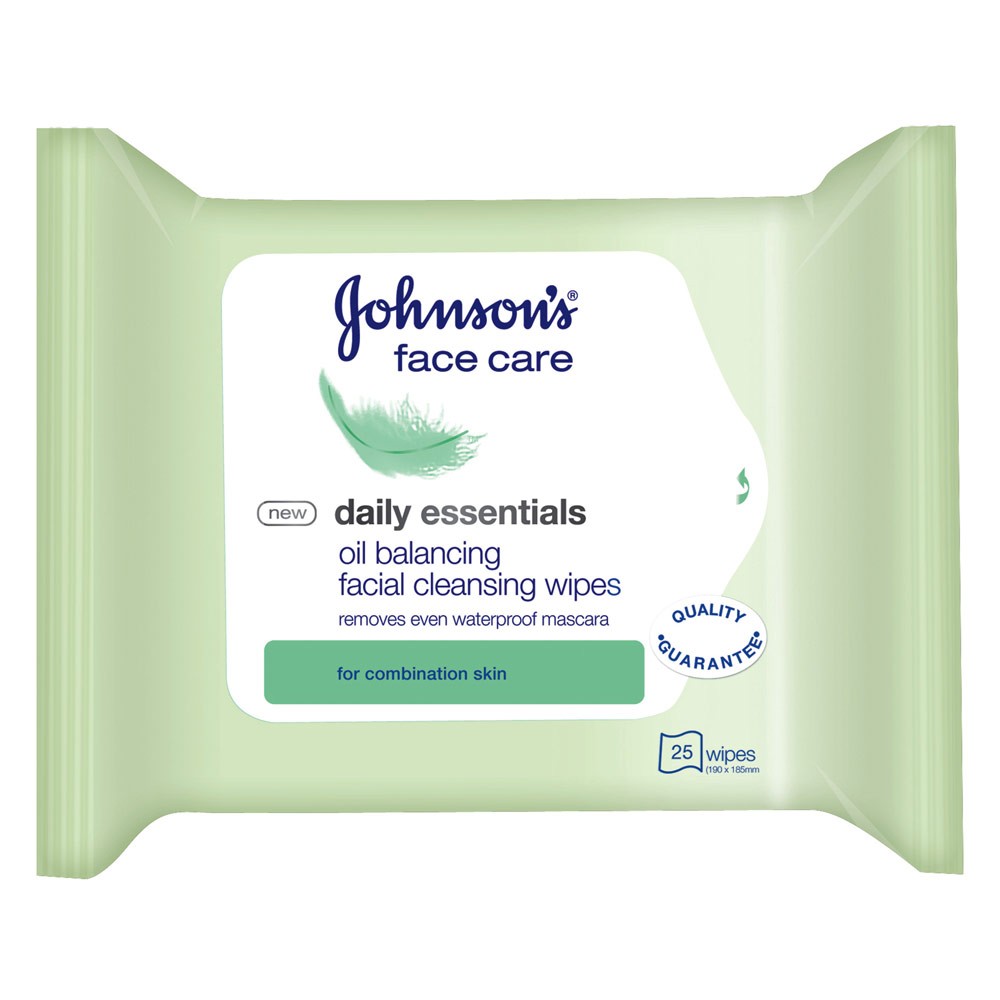 Johnson's®
face care
new daily essentials
oil balancing
facial cleansing wipes
removes even waterproof mascara
for combination skin
QUALITY
•GUARANTEE•
25 wipes
(190 x 185mm